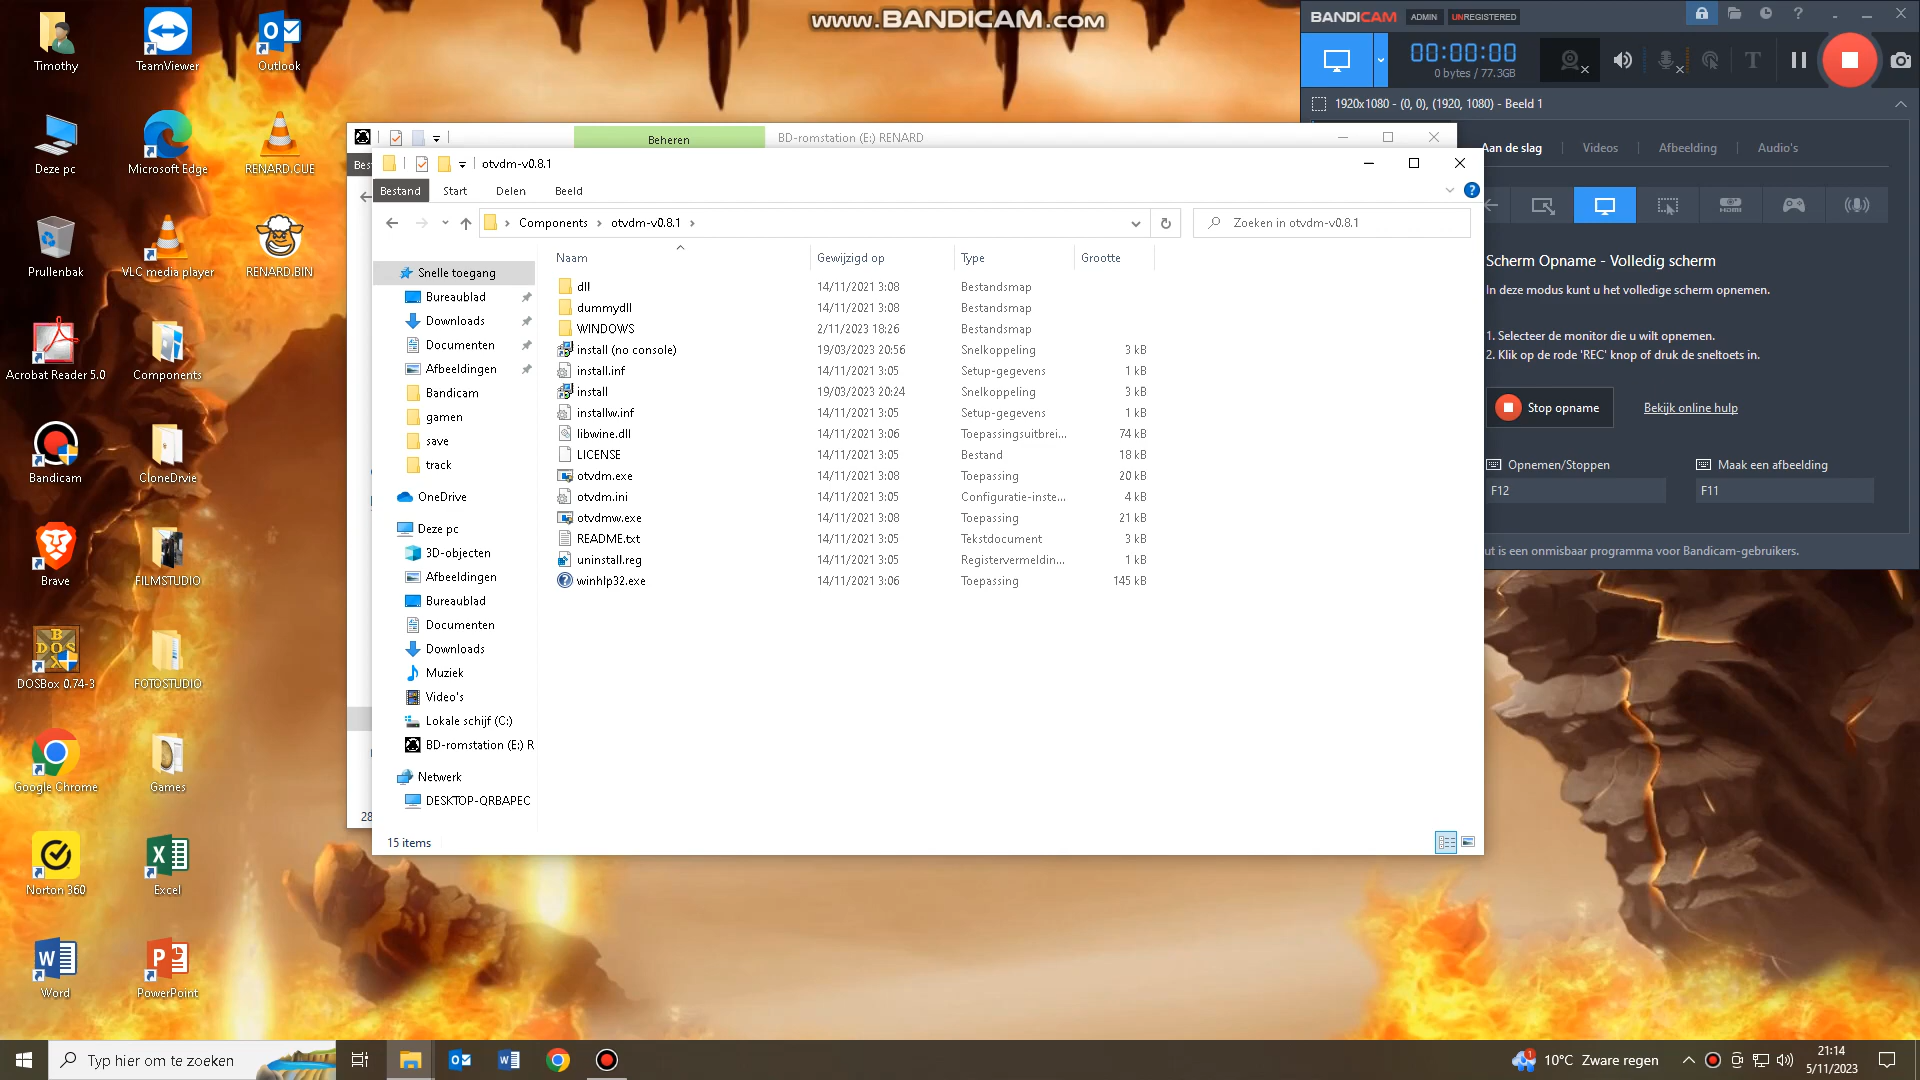 www.BANDICAM.com
Timothy
TeamViewer
Outlook
Deze pc
Microsoft Edge
RENARD.CUE
Prullenbak
VLC media player
RENARD.BIN
Acrobat Reader 5.0
Components
Bandicam
CloneDrvie
Brave
FILMSTUDIO
DOSBox 0.74-3
FOTOSTUDIO
Google Chrome
Games
Norton 360
Excel
Word
PowerPoint
Beheren
BD-romstation (E:) RENARD
Best
28
otvdm-v0.8.1
Bestand
Start
Delen
Beeld
Components
otvdm-v0.8.1
Zoeken in otvdm-v0.8.1
Snelle toegang
Bureaublad
Downloads
Documenten
Afbeeldingen
Bandicam
gamen
save
track
OneDrive
Deze pc
3D-objecten
Afbeeldingen
Bureaublad
Documenten
Downloads
Muziek
Video's
Lokale schijf (C:)
BD-romstation (E:) R
Netwerk
DESKTOP-QRBAPEC
Naam Gewijzigd op Type Grootte
dll 14/11/2021 3:08 Bestandsmap
dummydll 14/11/2021 3:08 Bestandsmap
WINDOWS 2/11/2023 18:26 Bestandsmap
install (no console) 19/03/2023 20:56 Snelkoppeling 3 kB
install.inf 14/11/2021 3:05 Setup-gegevens 1 kB
install 19/03/2023 20:24 Snelkoppeling 3 kB
installw.inf 14/11/2021 3:05 Setup-gegevens 1 kB
libwine.dll 14/11/2021 3:06 Toepassingsuitbrei... 74 kB
LICENSE 14/11/2021 3:05 Bestand 18 kB
otvdm.exe 14/11/2021 3:08 Toepassing 20 kB
otvdm.ini 14/11/2021 3:05 Configuratie-inste... 4 kB
otvdmw.exe 14/11/2021 3:08 Toepassing 21 kB
README.txt 14/11/2021 3:05 Tekstdocument 3 kB
uninstall.reg 14/11/2021 3:05 Registervermeldin... 1 kB
winhlp32.exe 14/11/2021 3:06 Toepassing 145 kB
15 items
BANDICAM ADMIN UNREGISTERED
00:00:00
0 bytes / 77.3GB
1920x1080 - (0, 0), (1920, 1080) - Beeld 1
Aan de slag
Videos
Afbeelding
Audio's
HDMI
Scherm Opname - Volledig scherm
In deze modus kunt u het volledige scherm opnemen.
1. Selecteer de monitor die u wilt opnemen.
2. Klik op de rode 'REC' knop of druk de sneltoets in.
Stop opname
Bekijk online hulp
Opnemen/Stoppen
Maak een afbeelding
F12
F11
ut is een onmisbaar programma voor Bandicam-gebruikers.
Typ hier om te zoeken
1
10°C Zware regen
21:14
5/11/2023